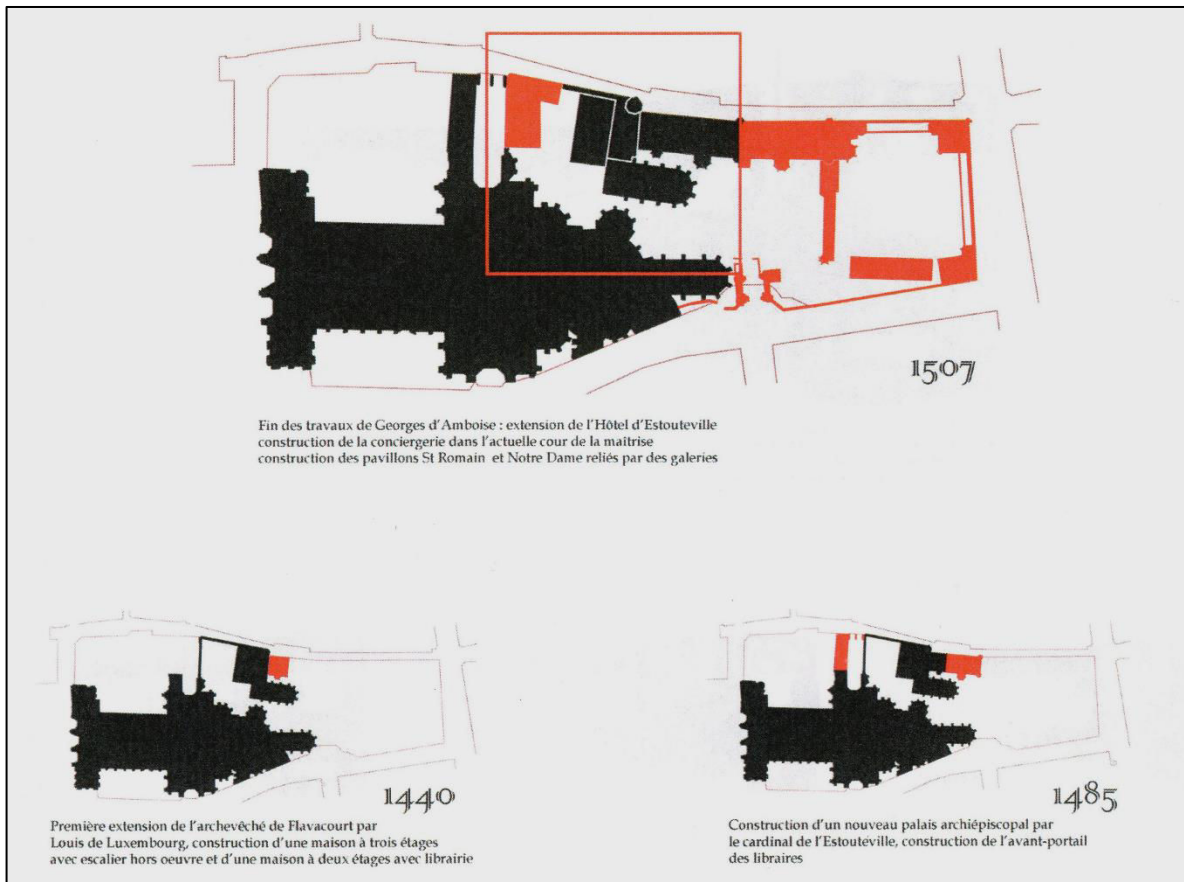 1507
Fin des travaux de Georges d'Amboise : extension de l'Hôtel d'Estouteville
construction de la conciergerie dans l'actuelle cour de la maîtrise
construction des pavillons St Romain et Notre Dame reliés par des galeries
1440
Première extension de l'archevêché de Flavacourt par
Louis de Luxembourg, construction d'une maison à trois étages
avec escalier hors oeuvre et d'une maison à deux étages avec librairie
1485
Construction d'un nouveau palais archiépiscopal par
le cardinal de l'Estouteville, construction de l'avant-portail
des libraires